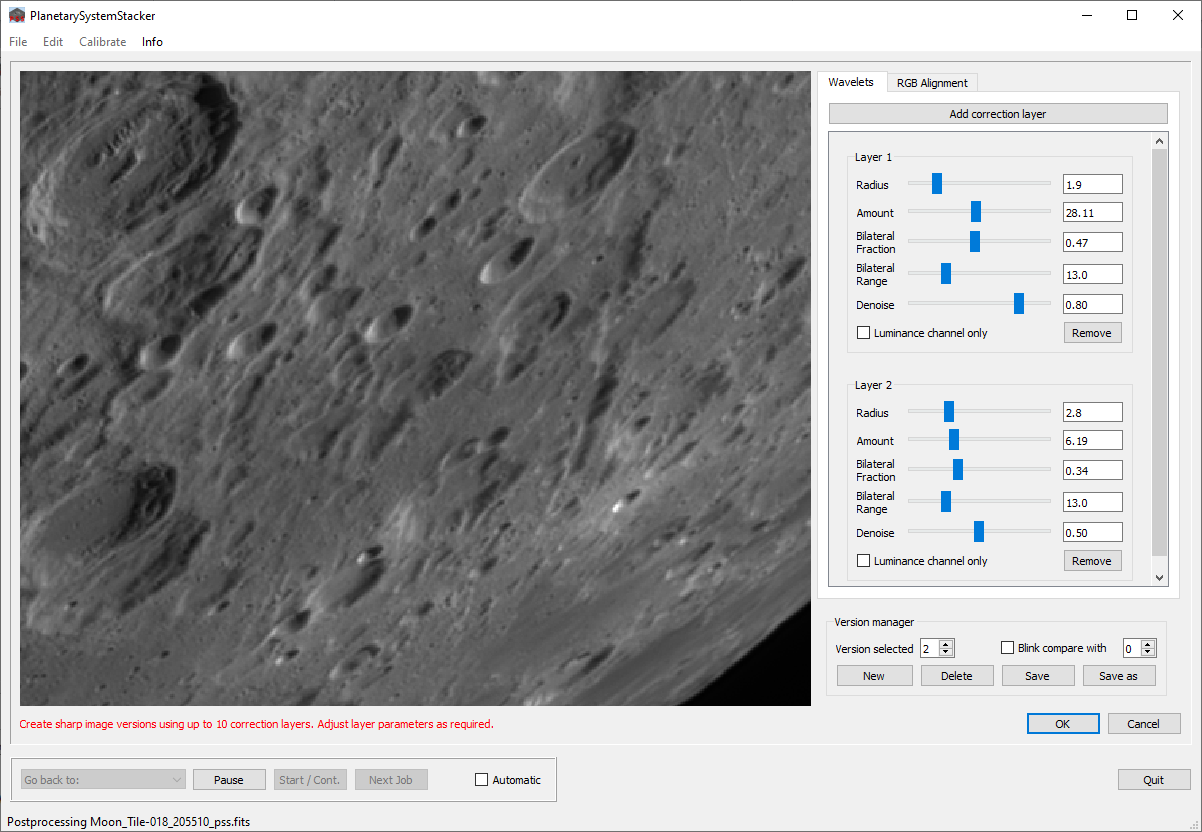 PlanetarySystemStacker
File Edit Calibrate Info
Wavelets RGB Alignment
Add correction layer
Layer 1
Radius 1.9
Amount 28.11
Bilateral
Fraction 0.47
Bilateral
Range 13.0
Denoise 0.80
Luminance channel only Remove
Layer 2
Radius 2.8
Amount 6.19
Bilateral
Fraction 0.34
Bilateral
Range 13.0
Denoise 0.50
Luminance channel only Remove
Version manager
Version selected 2 Blink compare with 0
New Delete Save Save as
Create sharp image versions using up to 10 correction layers. Adjust layer parameters as required.
OK Cancel
Go back to: Pause Start / Cont. Next Job Automatic Quit
Postprocessing Moon_Tile-018_205510_pss.fits